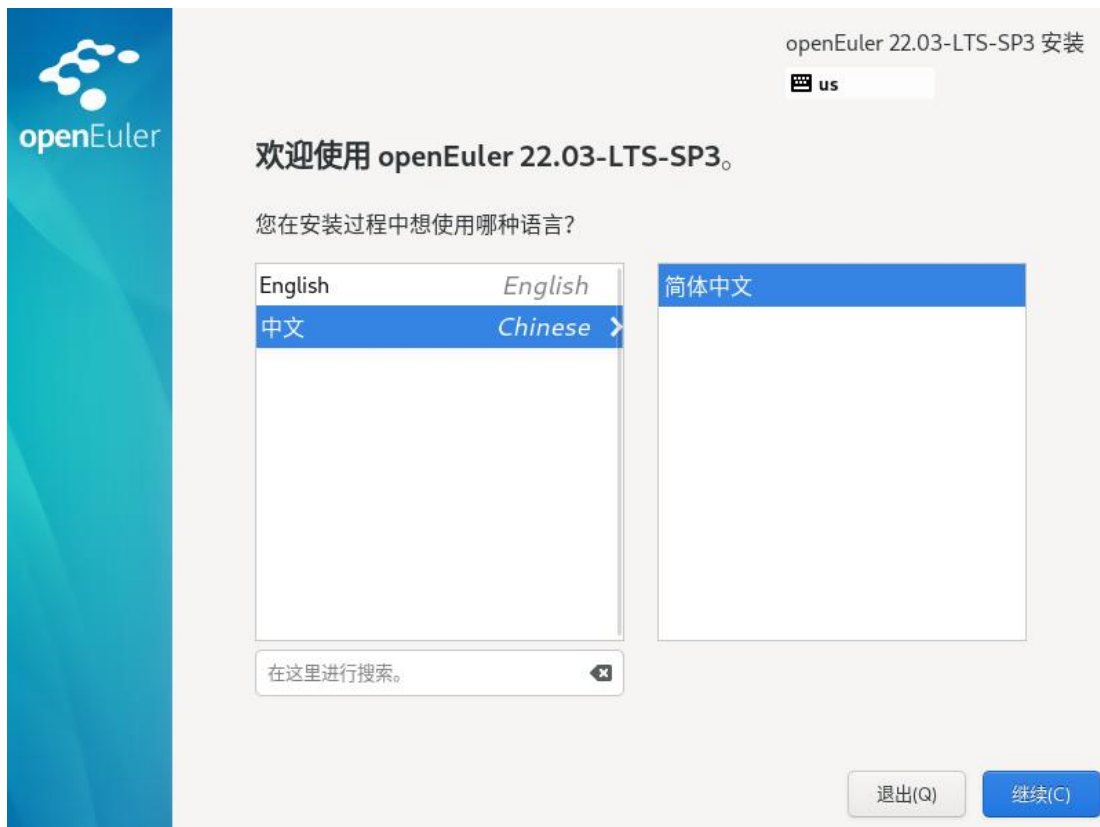 openEuler
openEuler 22.03-LTS-SP3 安装
us
欢迎使用 openEuler 22.03-LTS-SP3。
您在安装过程中想使用哪种语言？
English English
中文 Chinese
简体中文
在这里进行搜索。
退出(Q) 继续(C)